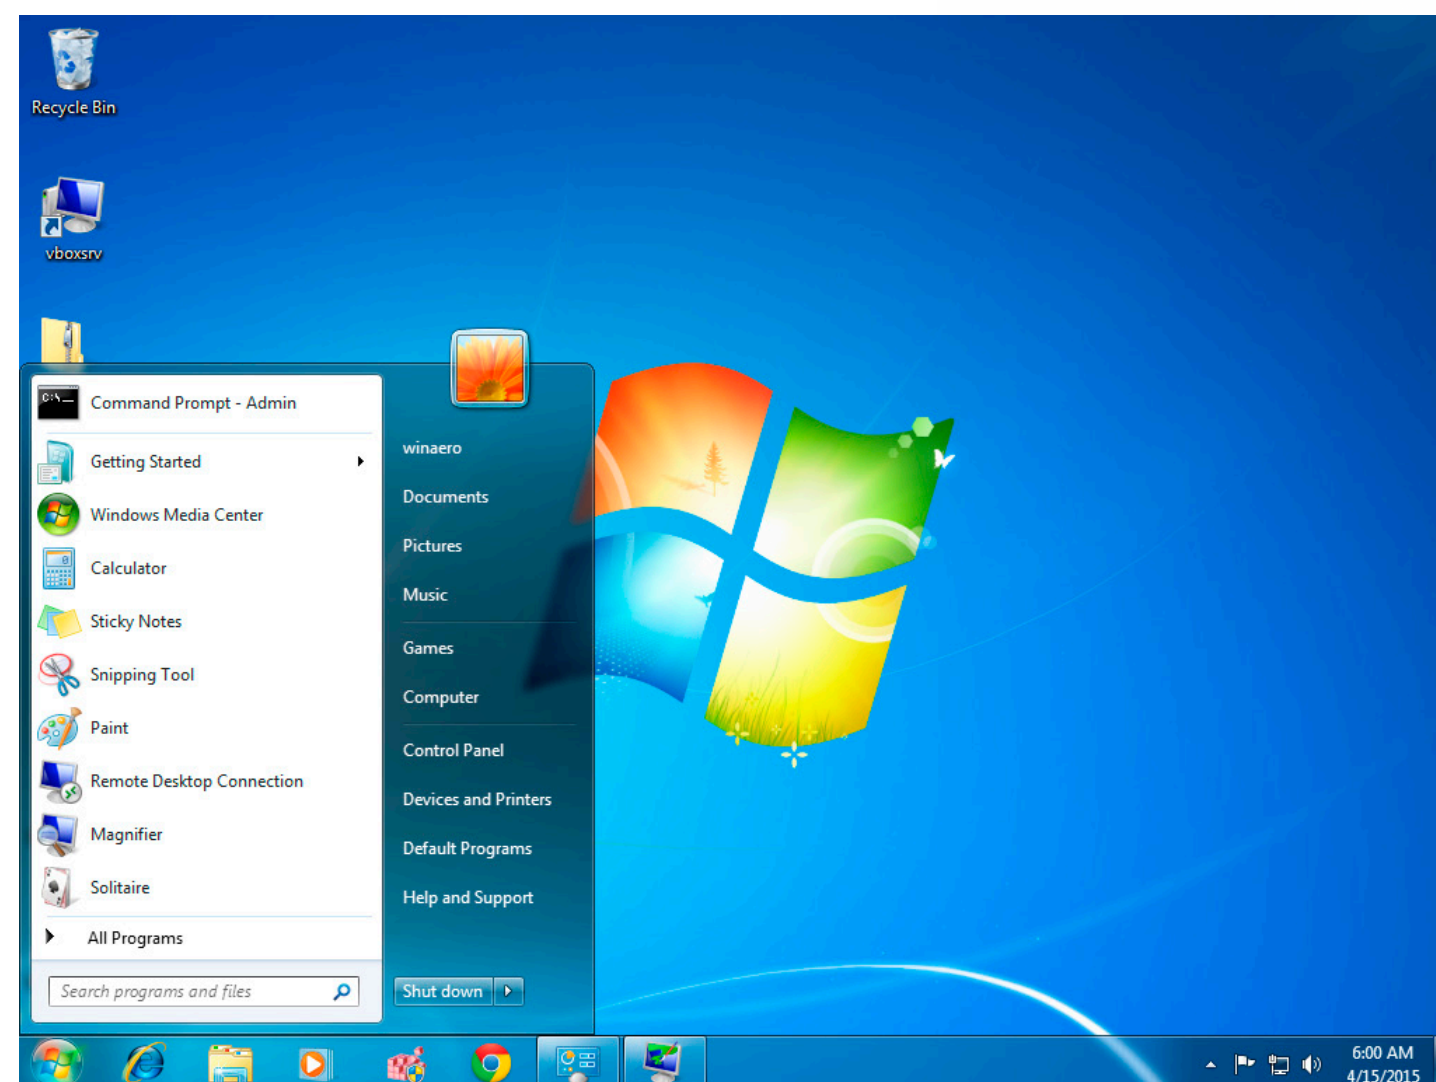 Recycle Bin
vboxsrv
C:\_
Command Prompt - Admin
Getting Started
Windows Media Center
Calculator
Sticky Notes
Snipping Tool
Paint
Remote Desktop Connection
Magnifier
Solitaire
All Programs
Search programs and files
winaero
Documents
Pictures
Music
Games
Computer
Control Panel
Devices and Printers
Default Programs
Help and Support
Shut down
6:00 AM
4/15/2015